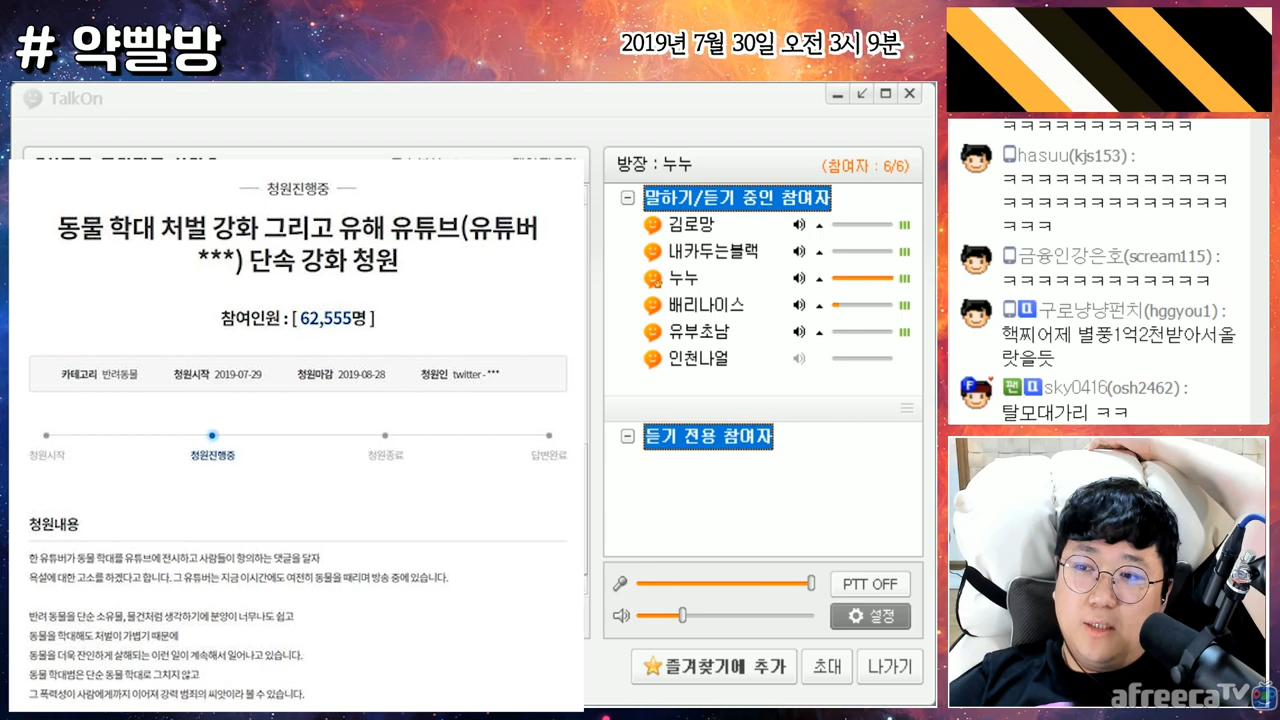 # 약빨방
2019년 7월 30일 오전 3시 9분
TalkOn
방장 : 누누
(참여자 : 6/6)
말하기/듣기 중인 참여자
김로망
내카두는블랙
누누
배리나이스
유부초남
인천나얼
듣기 전용 참여자
PTT OFF
설정
즐겨찾기에 추가
초대
나가기
청원진행중
동물 학대 처벌 강화 그리고 유해 유튜브(유튜버
***) 단속 강화 청원
참여인원 : [ 62,555명 ]
카테고리 반려동물 청원시작 2019-07-29 청원마감 2019-08-28 청원인 twitter - ***
청원시작 청원진행중 청원종료 답변완료
청원내용
한 유튜버가 동물 학대를 유튜브에 전시하고 사람들이 항의하는 댓글을 달자
욕설에 대한 고소를 하겠다고 합니다. 그 유튜버는 지금 이시간에도 여전히 동물을 때리며 방송 중에 있습니다.
반려 동물을 단순 소유물, 물건처럼 생각하기에 분양이 너무나도 쉽고
동물을 학대해도 처벌이 가볍기 때문에
동물을 더욱 잔인하게 살해되는 이런 일이 계속해서 일어나고 있습니다.
동물 학대범은 단순 동물 학대로 그치지 않고
그 폭력성이 사람에게까지 이어져 강력 범죄의 씨앗이라 볼 수 있습니다.
ㅋㅋㅋㅋㅋㅋㅋㅋㅋㅋㅋ
hasuu(kjs153) :
ㅋㅋㅋㅋㅋㅋㅋㅋㅋㅋㅋㅋㅋ
ㅋㅋㅋㅋㅋㅋㅋㅋㅋㅋㅋㅋㅋ
ㅋㅋㅋ
금융인강은호(scream115) :
ㅋㅋㅋㅋㅋㅋㅋㅋㅋㅋㅋㅋ
구로냥냥펀치(hggyou1) :
핵찌어제 별풍1억2천받아서올
랏을듯
팬 sky0416(osh2462) :
탈모대가리 ㅋㅋ
afreecaTV